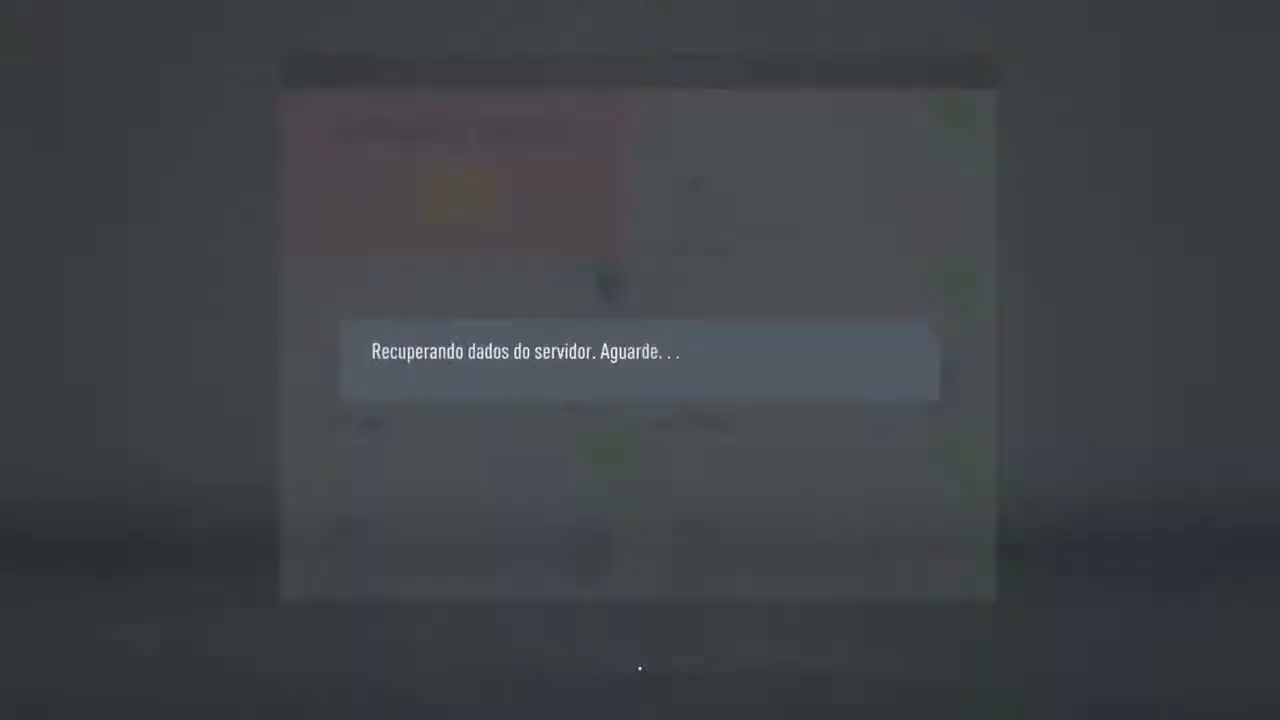 Recuperando dados do servidor. Aguarde. . .